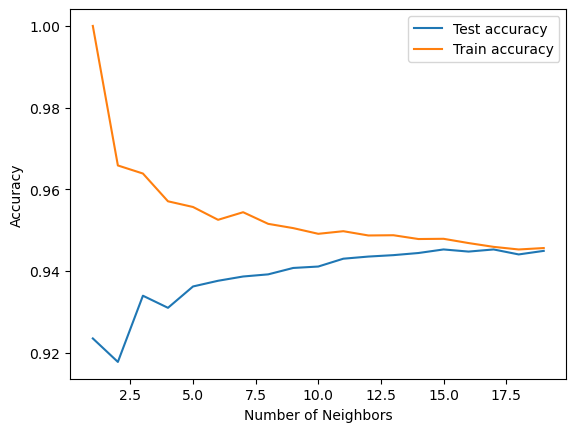 Test accuracy
Train accuracy
Accuracy
1.00
0.98
0.96
0.94
0.92
2.5 5.0 7.5 10.0 12.5 15.0 17.5
Number of Neighbors